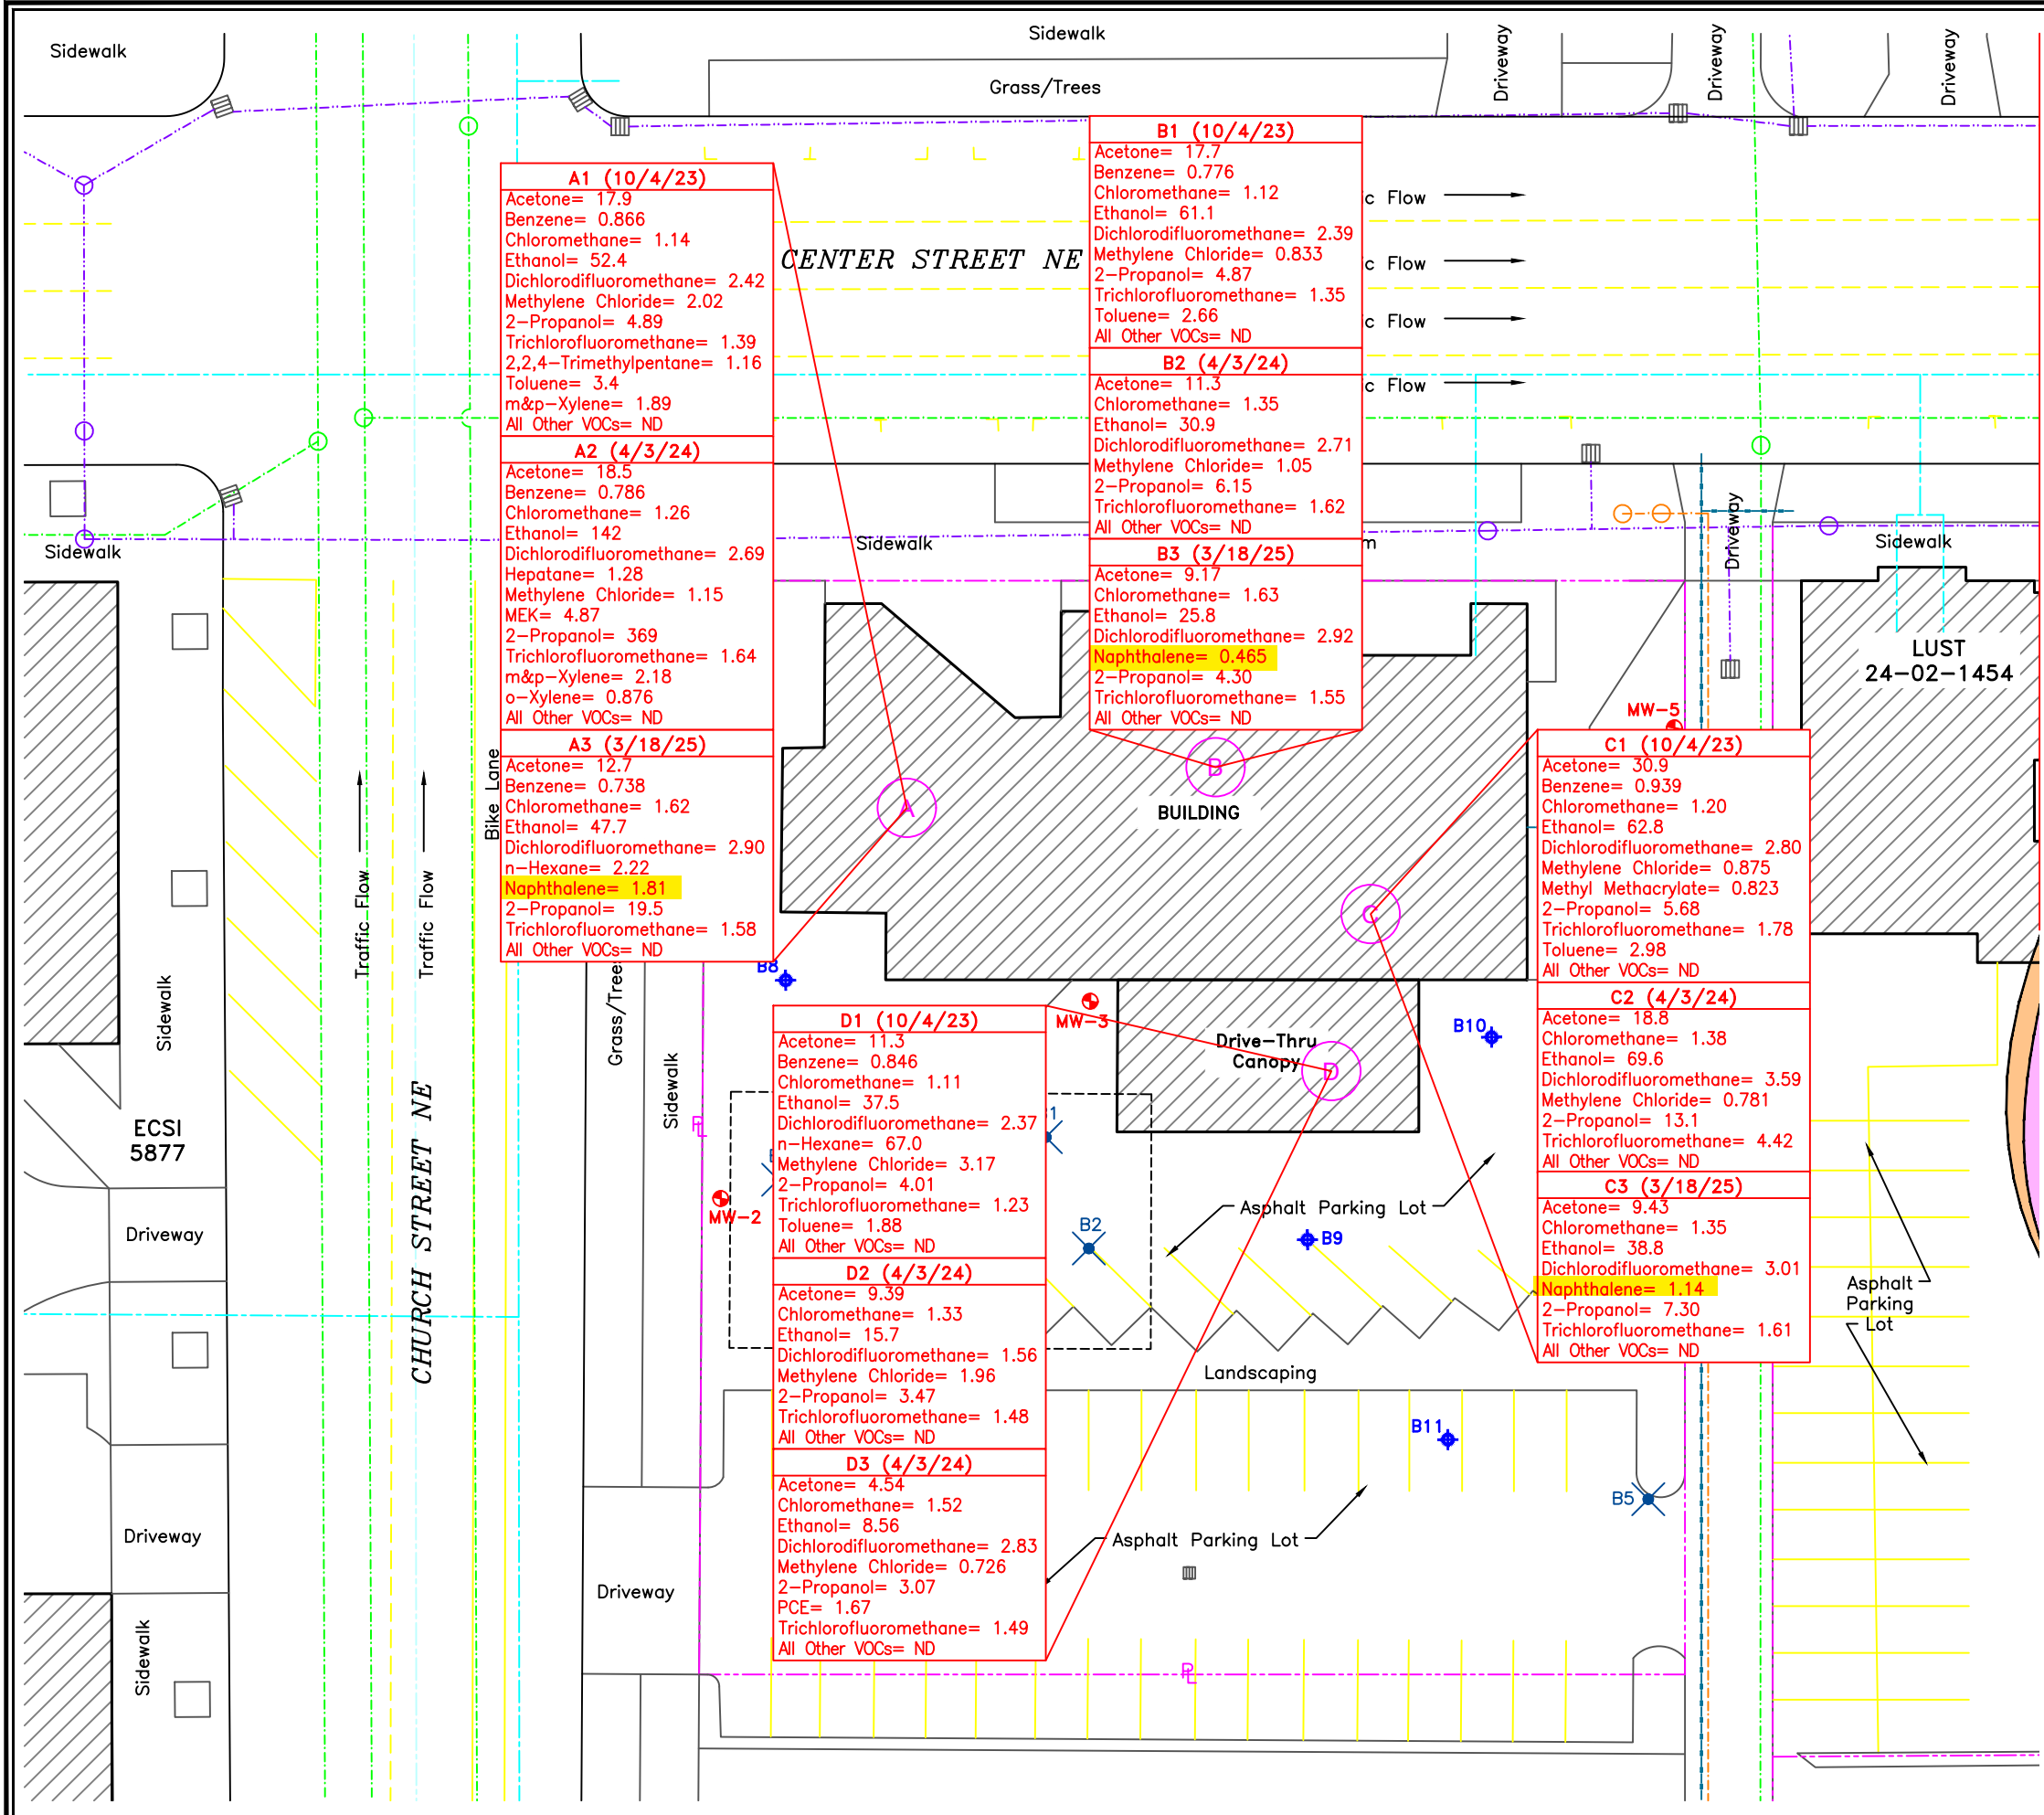 Sidewalk
Sidewalk
Grass/Trees
Driveway
Driveway
Driveway
CENTER STREET NE
c Flow
c Flow
c Flow
c Flow
A1 (10/4/23)
Acetone= 17.9
Benzene= 0.866
Chloromethane= 1.14
Ethanol= 52.4
Dichlorodifluoromethane= 2.42
Methylene Chloride= 2.02
2-Propanol= 4.89
Trichlorofluoromethane= 1.39
2,2,4-Trimethylpentane= 1.16
Toluene= 3.4
m&p-Xylene= 1.89
All Other VOCs= ND
A2 (4/3/24)
Acetone= 18.5
Benzene= 0.786
Chloromethane= 1.26
Ethanol= 142
Dichlorodifluoromethane= 2.69
Hepatane= 1.28
Methylene Chloride= 1.15
MEK= 4.87
2-Propanol= 369
Trichlorofluoromethane= 1.64
m&p-Xylene= 2.18
o-Xylene= 0.876
All Other VOCs= ND
A3 (3/18/25)
Acetone= 12.7
Benzene= 0.738
Chloromethane= 1.62
Ethanol= 47.7
Dichlorodifluoromethane= 2.90
n-Hexane= 2.22
Naphthalene= 1.81
2-Propanol= 19.5
Trichlorofluoromethane= 1.58
All Other VOCs= ND
B1 (10/4/23)
Acetone= 17.7
Benzene= 0.776
Chloromethane= 1.12
Ethanol= 61.1
Dichlorodifluoromethane= 2.39
Methylene Chloride= 0.833
2-Propanol= 4.87
Trichlorofluoromethane= 1.35
Toluene= 2.66
All Other VOCs= ND
B2 (4/3/24)
Acetone= 11.3
Chloromethane= 1.35
Ethanol= 30.9
Dichlorodifluoromethane= 2.71
Methylene Chloride= 1.05
2-Propanol= 6.15
Trichlorofluoromethane= 1.62
All Other VOCs= ND
B3 (3/18/25)
Acetone= 9.17
Chloromethane= 1.63
Ethanol= 25.8
Dichlorodifluoromethane= 2.92
Naphthalene= 0.465
2-Propanol= 4.30
Trichlorofluoromethane= 1.55
All Other VOCs= ND
Sidewalk
Sidewalk
m
Driveway
Sidewalk
LUST
24-02-1454
MW-5
C1 (10/4/23)
Acetone= 30.9
Benzene= 0.939
Chloromethane= 1.20
Ethanol= 62.8
Dichlorodifluoromethane= 2.80
Methylene Chloride= 0.875
Methyl Methacrylate= 0.823
2-Propanol= 5.68
Trichlorofluoromethane= 1.78
Toluene= 2.98
All Other VOCs= ND
C2 (4/3/24)
Acetone= 18.8
Chloromethane= 1.38
Ethanol= 69.6
Dichlorodifluoromethane= 3.59
Methylene Chloride= 0.781
2-Propanol= 13.1
Trichlorofluoromethane= 4.42
All Other VOCs= ND
C3 (3/18/25)
Acetone= 9.43
Chloromethane= 1.35
Ethanol= 38.8
Dichlorodifluoromethane= 3.01
Naphthalene= 1.14
2-Propanol= 7.30
Trichlorofluoromethane= 1.61
All Other VOCs= ND
A
B
BUILDING
C
Bike Lane
Traffic Flow
Traffic Flow
Sidewalk
Grass/Trees
Sidewalk
B8
MW-3
Drive-Thru
Canopy
D
B10
D1 (10/4/23)
Acetone= 11.3
Benzene= 0.846
Chloromethane= 1.11
Ethanol= 37.5
Dichlorodifluoromethane= 2.37
n-Hexane= 67.0
Methylene Chloride= 3.17
2-Propanol= 4.01
Trichlorofluoromethane= 1.23
Toluene= 1.88
All Other VOCs= ND
D2 (4/3/24)
Acetone= 9.39
Chloromethane= 1.33
Ethanol= 15.7
Dichlorodifluoromethane= 1.56
Methylene Chloride= 1.96
2-Propanol= 3.47
Trichlorofluoromethane= 1.48
All Other VOCs= ND
D3 (4/3/24)
Acetone= 4.54
Chloromethane= 1.52
Ethanol= 8.56
Dichlorodifluoromethane= 2.83
Methylene Chloride= 0.726
2-Propanol= 3.07
PCE= 1.67
Trichlorofluoromethane= 1.49
All Other VOCs= ND
ECSI
5877
CHURCH STREET NE
PL
MW-2
B2
Asphalt Parking Lot
B9
Driveway
Asphalt
Parking
Lot
Landscaping
B11
B5
Asphalt Parking Lot
Driveway
Driveway
Sidewalk
PL